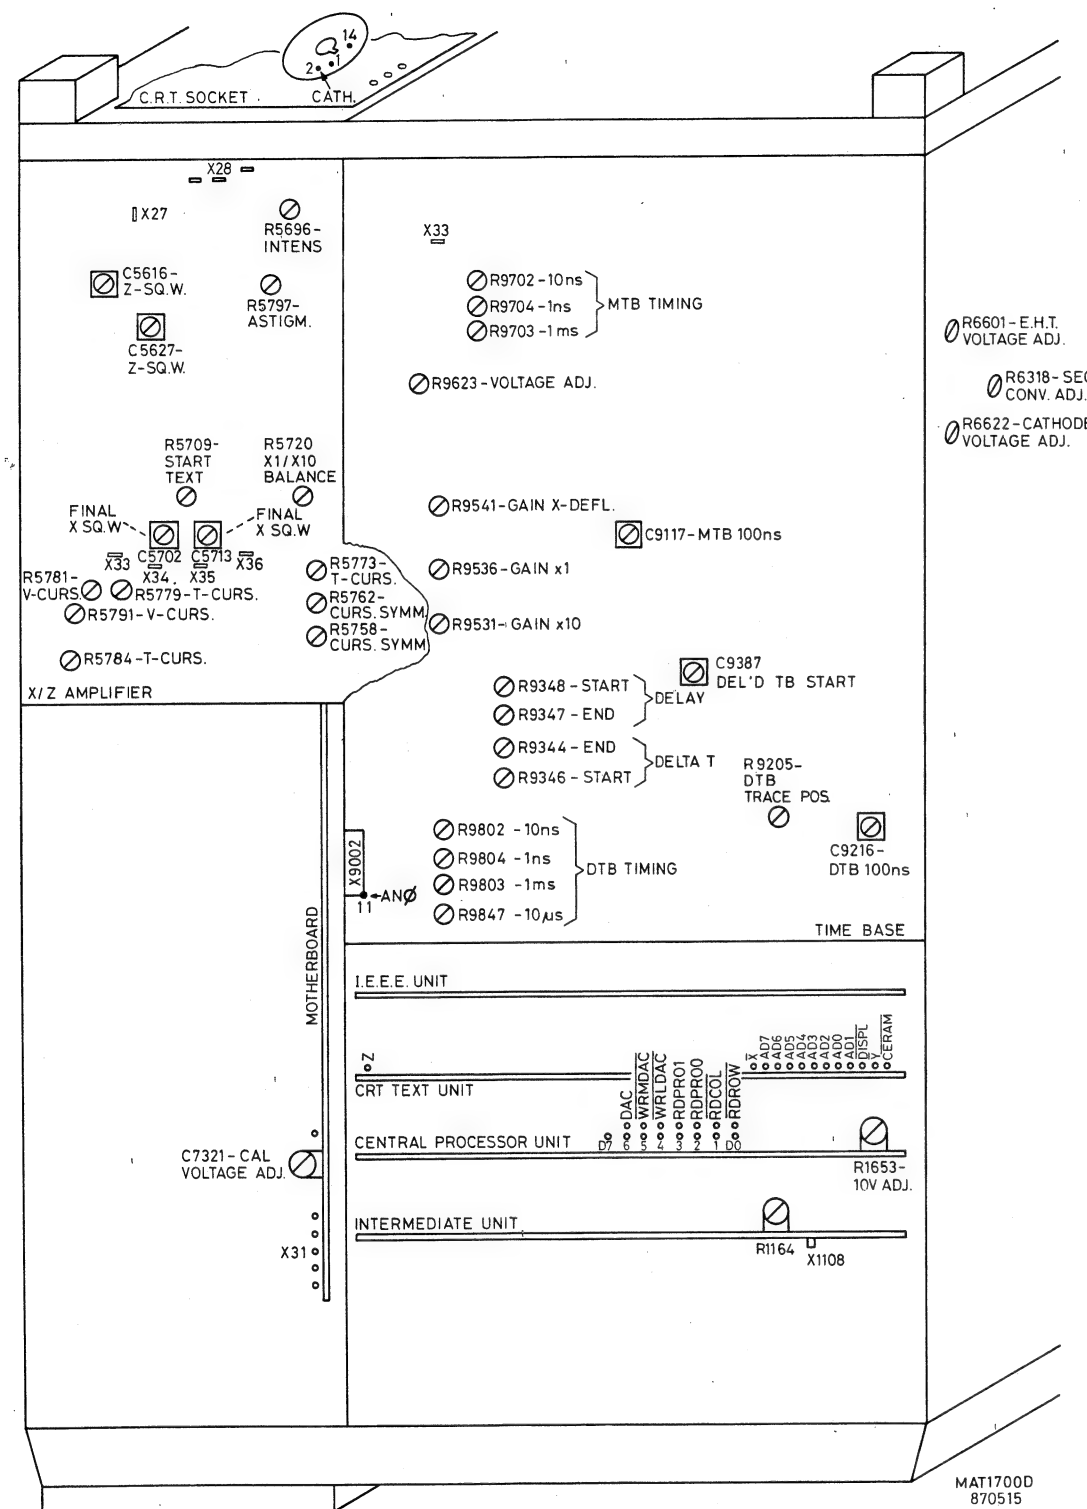 14
2 1
C.R.T. SOCKET
CATH.
X28
X27
R5696-
INTENS
C5616-
Z-SQ.W.
R5797-
ASTIGM.
C5627-
Z-SQ.W.
X33
R9702-10ns
R9704-1ns
R9703-1ms
MTB TIMING
R9623-VOLTAGE ADJ.
R6601-E.H.T.
VOLTAGE ADJ.
R6318-SEC
CONV. ADJ.
R6622-CATHODE
VOLTAGE ADJ.
R5709-
START
TEXT
R5720
X1/X10
BALANCE
FINAL
X SQ.W
FINAL
X SQ.W
X33
C5702
C5713
X36
X34
X35
R5781-
V-CURS.
R5779-T-CURS.
R5791-V-CURS.
R5784-T-CURS.
R5773-
T-CURS.
R5762-
CURS. SYMM.
R5758-
CURS. SYMM
X/Z AMPLIFIER
R9541-GAIN X-DEFL.
C9117-MTB 100ns
R9536-GAIN x1
R9531-GAIN x10
C9387
DEL'D TB START
R9348-START
R9347-END
DELAY
R9344-END
R9346-START
DELTA T
R9205-
DTB
TRACE POS.
C9216-
DTB 100ns
R9802-10ns
R9804-1ns
R9803-1ms
R9847-10µs
DTB TIMING
X9002
11
ANØ
TIME BASE
MOTHERBOARD
I.E.E.E. UNIT
Z
X
AD7
AD6
AD5
AD4
AD3
AD2
AD0
AD1
DISPL
Y
CERAM
CRT TEXT UNIT
DAC
WRMDAC
WRLDAC
RDPRO1
RDPRO0
RDCOL
RDROW
CENTRAL PROCESSOR UNIT
D7 6 5 4 3 2 1 D0
R1653-
10V ADJ.
C7321-CAL
VOLTAGE ADJ.
INTERMEDIATE UNIT
R1164
X1108
X31
MAT1700D
870515